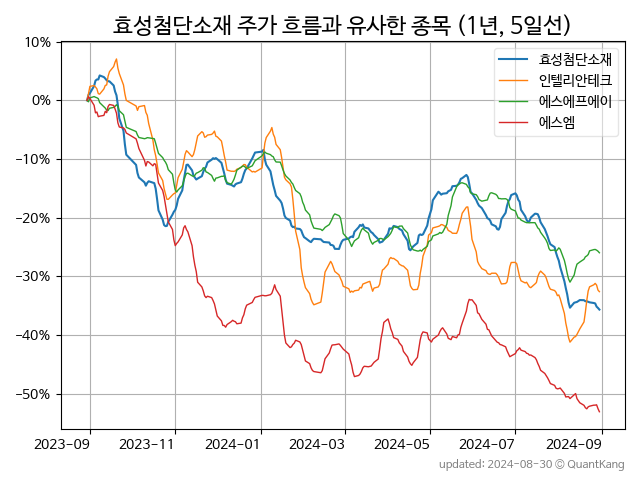 효성첨단소재 주가 흐름과 유사한 종목 (1년, 5일선)
10%
0%
-10%
-20%
-30%
-40%
-50%
효성첨단소재
인텔리안테크
에스에프에이
에스엠
2023-09
2023-11
2024-01
2024-03
2024-05
2024-07
2024-09
updated: 2024-08-30 © QuantKang